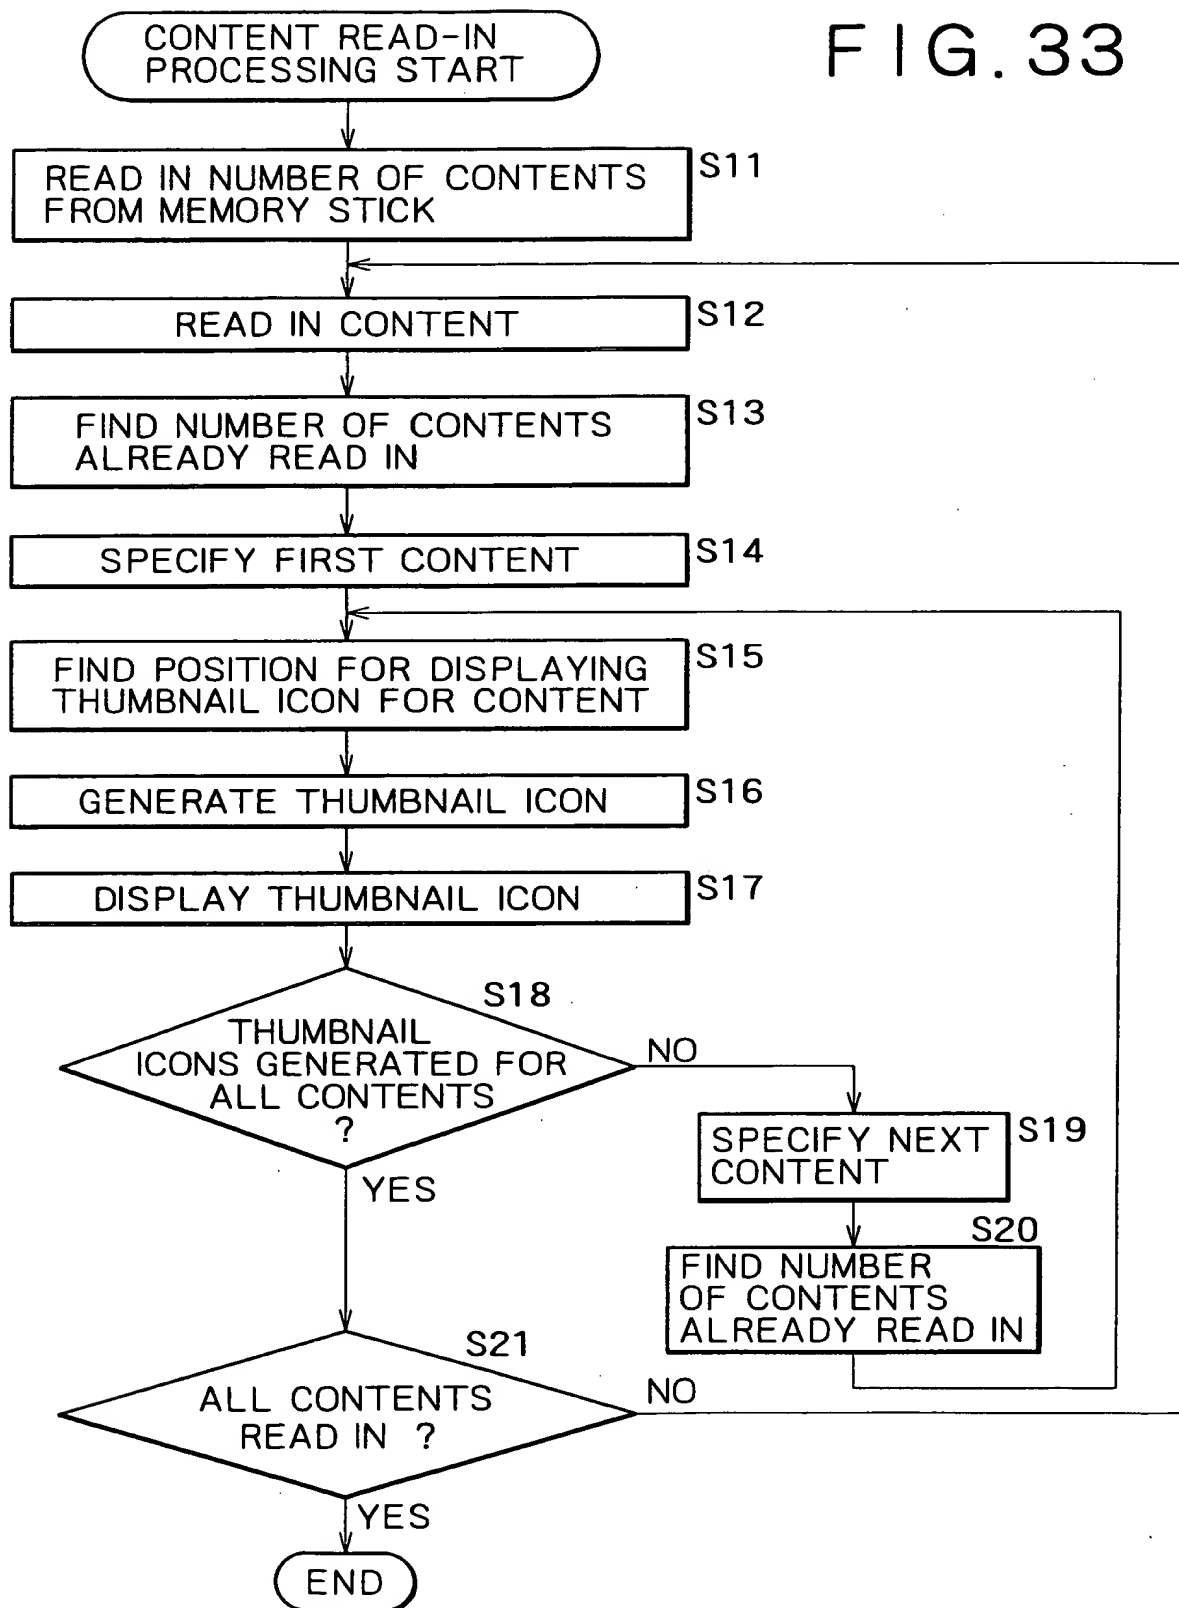 FIG. 33
CONTENT READ-IN
PROCESSING START
S11
READ IN NUMBER OF CONTENTS
FROM MEMORY STICK
S12
READ IN CONTENT
S13
FIND NUMBER OF CONTENTS
ALREADY READ IN
S14
SPECIFY FIRST CONTENT
S15
FIND POSITION FOR DISPLAYING
THUMBNAIL ICON FOR CONTENT
S16
GENERATE THUMBNAIL ICON
S17
DISPLAY THUMBNAIL ICON
S18
THUMBNAIL
ICONS GENERATED FOR
ALL CONTENTS
?
NO
YES
S19
SPECIFY NEXT
CONTENT
S20
FIND NUMBER
OF CONTENTS
ALREADY READ IN
S21
ALL CONTENTS
READ IN ?
NO
YES
END